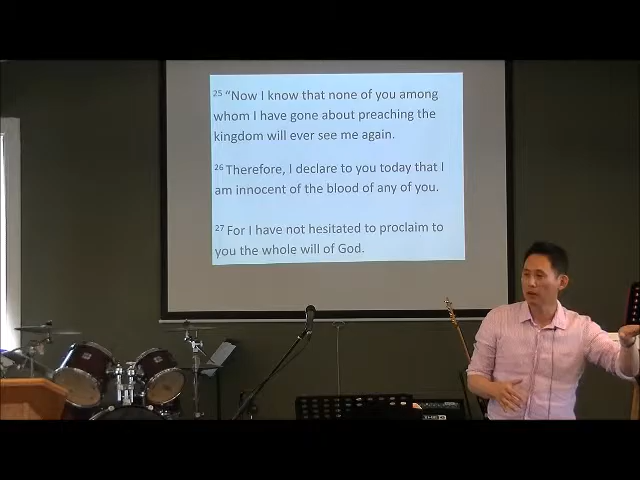 25 “Now I know that none of you among
whom I have gone about preaching the
kingdom will ever see me again.
26 Therefore, I declare to you today that I
am innocent of the blood of any of you.
27 For I have not hesitated to proclaim to
you the whole will of God.